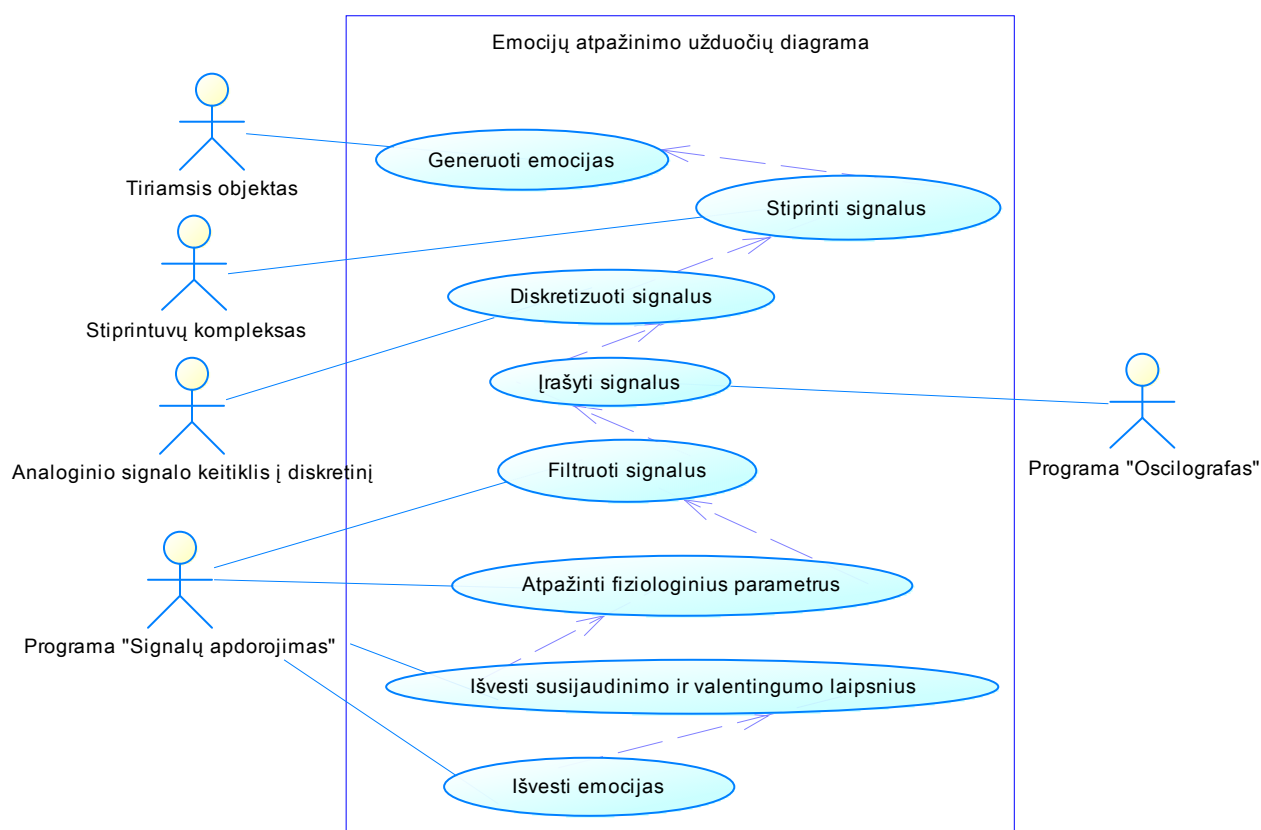 Emocijų atpažinimo užduočių diagrama
Generuoti emocijas
Tiriamsis objektas
Stiprinti signalus
Diskretizuoti signalus
Stiprintuvų kompleksas
Įrašyti signalus
Analoginio signalo keitiklis į diskretinį
Filtruoti signalus
Programa "Oscilografas"
Atpažinti fiziologinius parametrus
Programa "Signalų apdorojimas"
Išvesti susijaudinimo ir valentingumo laipsnius
Išvesti emocijas